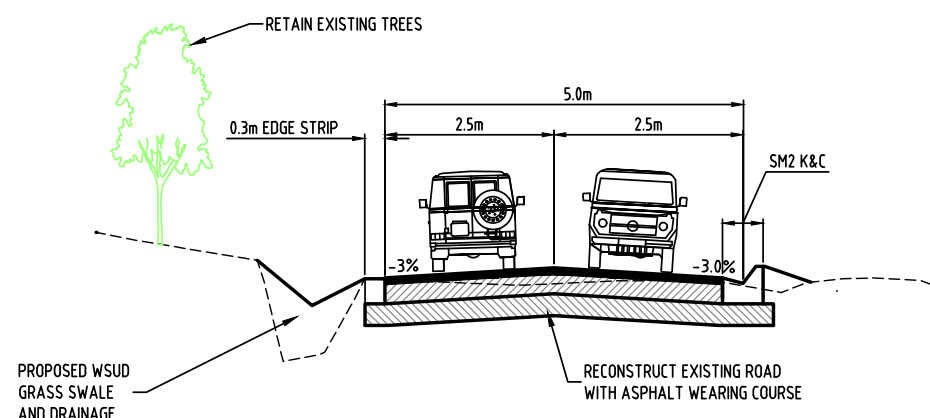 RETAIN EXISTING TREES
5.0m
0.3m EDGE STRIP
2.5m
2.5m
SM2 K&C
-3%
-3.0%
PROPOSED WSUD
GRASS SWALE
AND DRAINAGE
RECONSTRUCT EXISTING ROAD
WITH ASPHALT WEARING COURSE